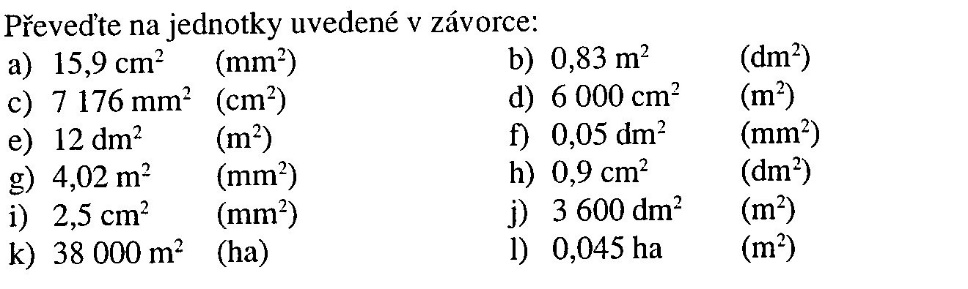 Převeďte na jednotky uvedené v závorce:
a) 15,9 cm² (mm²) b) 0,83 m² (dm²)
c) 7 176 mm² (cm²) d) 6 000 cm² (m²)
e) 12 dm² (m²) f) 0,05 dm² (mm²)
g) 4,02 m² (mm²) h) 0,9 cm² (dm²)
i) 2,5 cm² (mm²) j) 3 600 dm² (m²)
k) 38 000 m² (ha) l) 0,045 ha (m²)